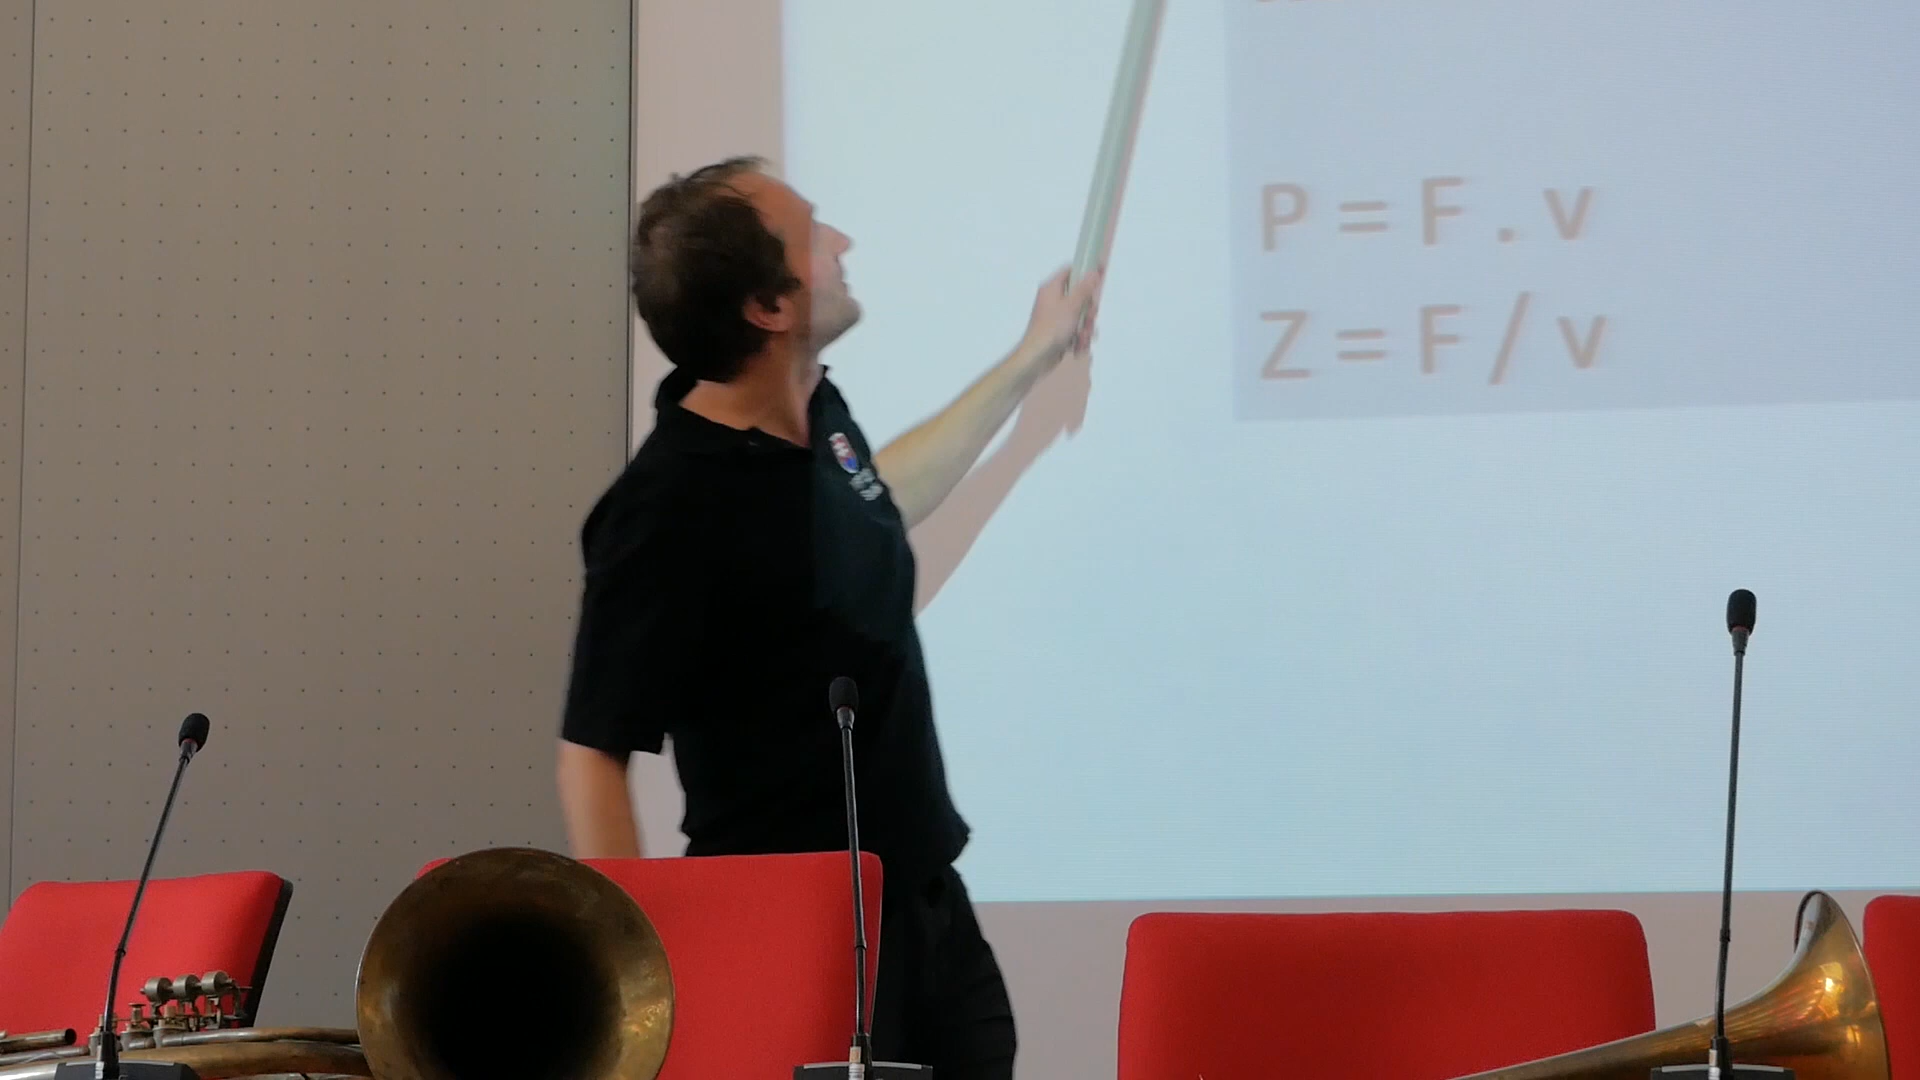 P = F . v
Z = F / v